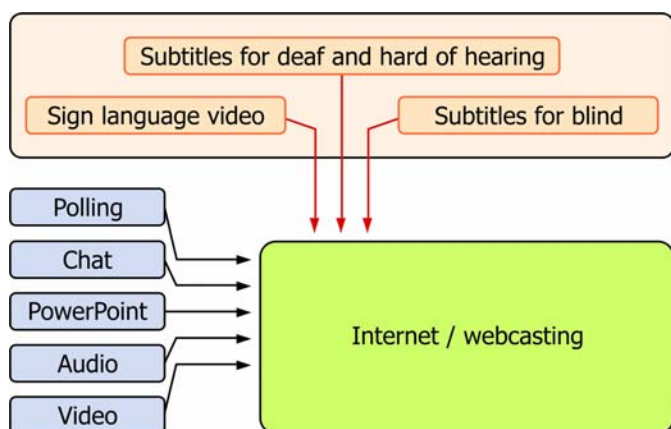 Subtitles for deaf and hard of hearing
Sign language video
Subtitles for blind
Polling
Chat
PowerPoint
Audio
Video
Internet / webcasting